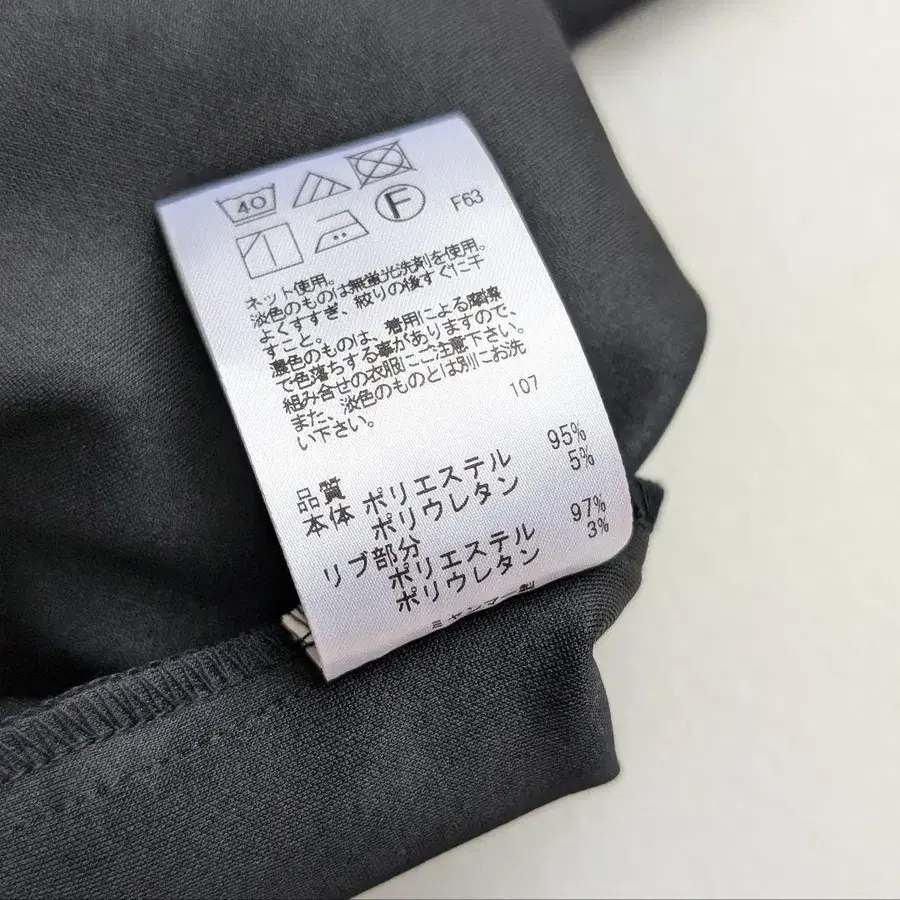 40
F
F63
ネット使用。
淡色のものは無蛍光洗剤を使用。
よくすすぎ、絞りの後すぐに干
すこと。
濃色のものは、着用による摩擦
で色落ちする事がありますので、
組み合せの衣服にご注意下さい。
また、淡色のものとは別にお洗
い下さい。
107
品質
本体 ポリエステル 95%
ポリウレタン 5%
リブ部分
ポリエステル 97%
ポリウレタン 3%
ミャンマー製